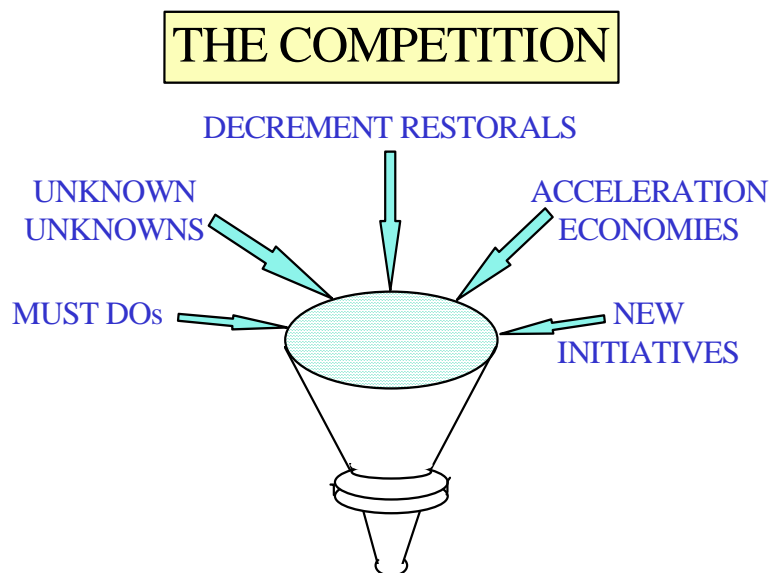 THE COMPETITION
DECREMENT RESTORALS
UNKNOWN
UNKNOWNS
ACCELERATION
ECONOMIES
MUST DOs
NEW
INITIATIVES